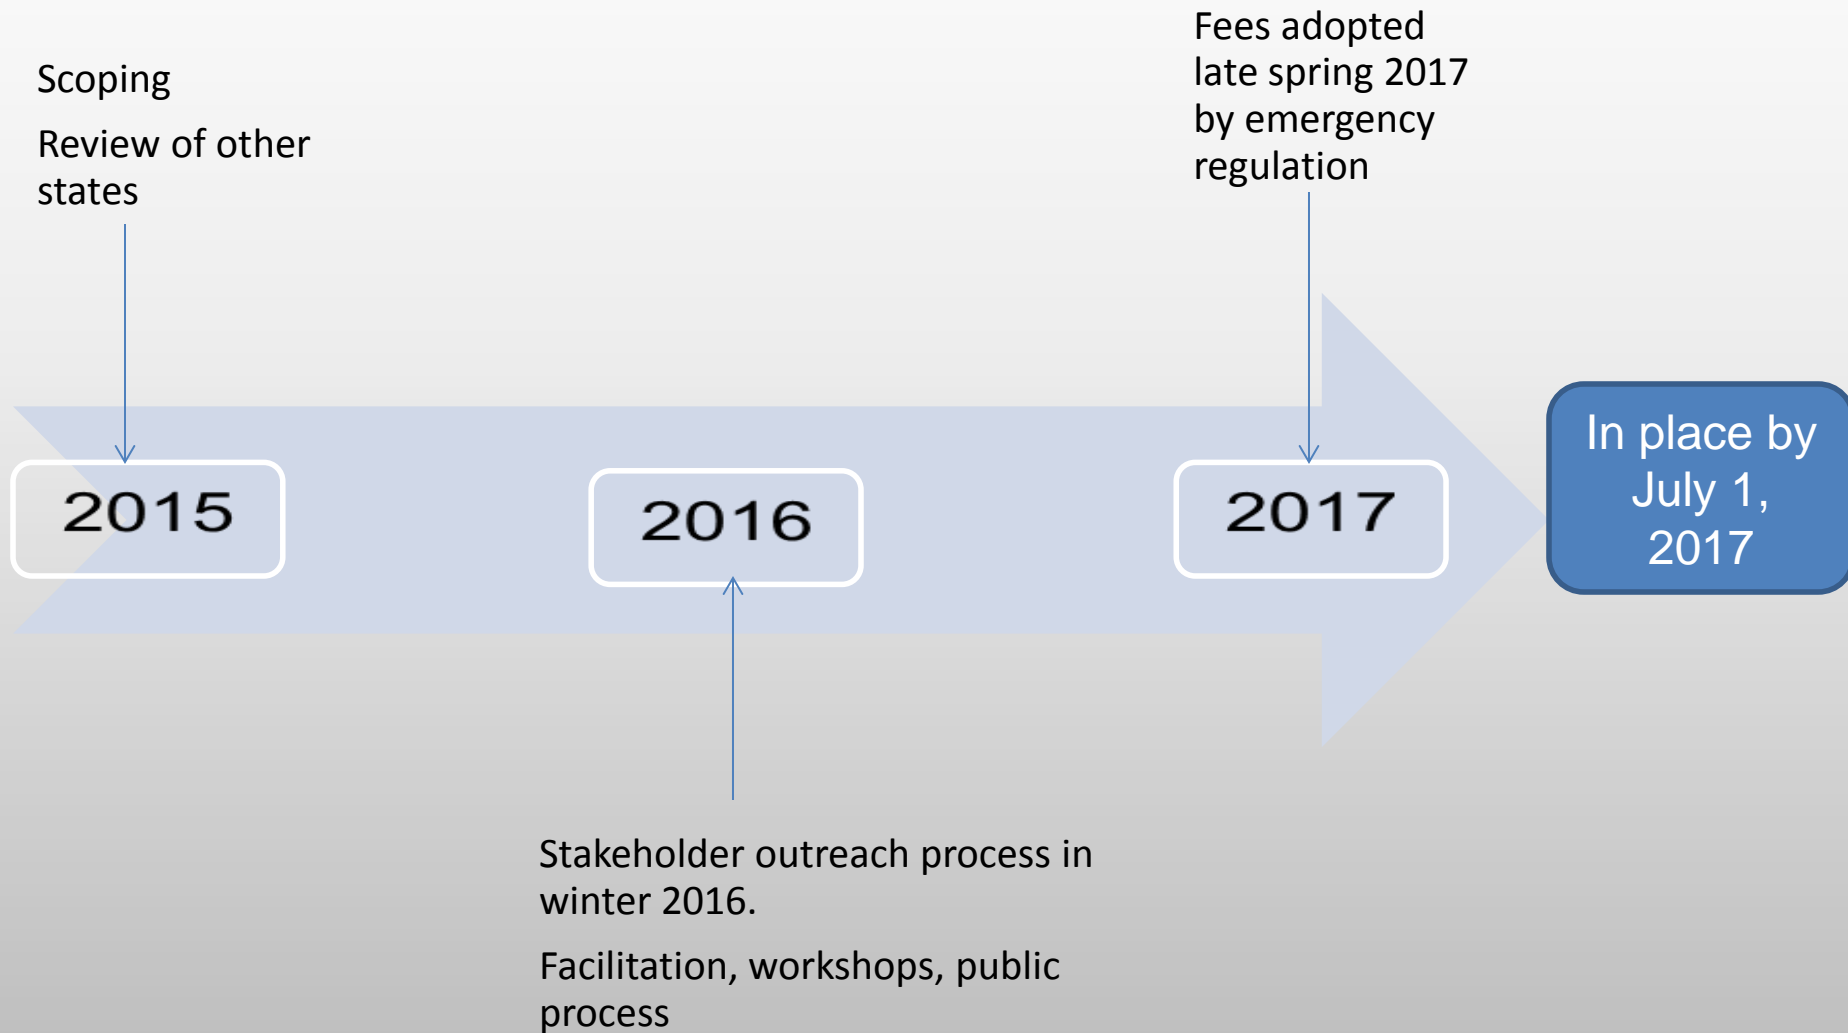 Scoping
Review of other
states
Fees adopted
late spring 2017
by emergency
regulation
2015
2016
2017
In place by
July 1,
2017
Stakeholder outreach process in
winter 2016.
Facilitation, workshops, public
process